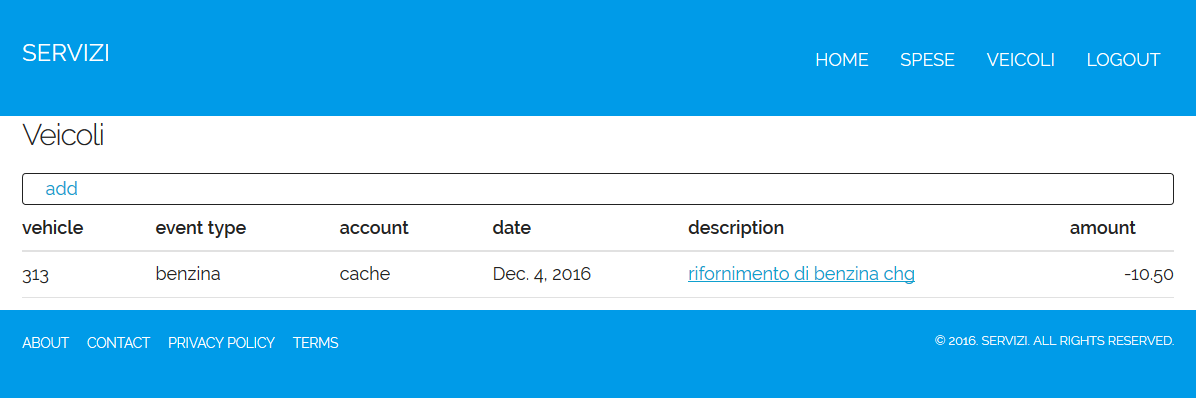 SERVIZI
HOME SPESE VEICOLI LOGOUT
Veicoli
add
vehicle event type account date description amount
313 benzina cache Dec. 4, 2016 rifornimento di benzina chg -10.50
ABOUT CONTACT PRIVACY POLICY TERMS
© 2016. SERVIZI. ALL RIGHTS RESERVED.